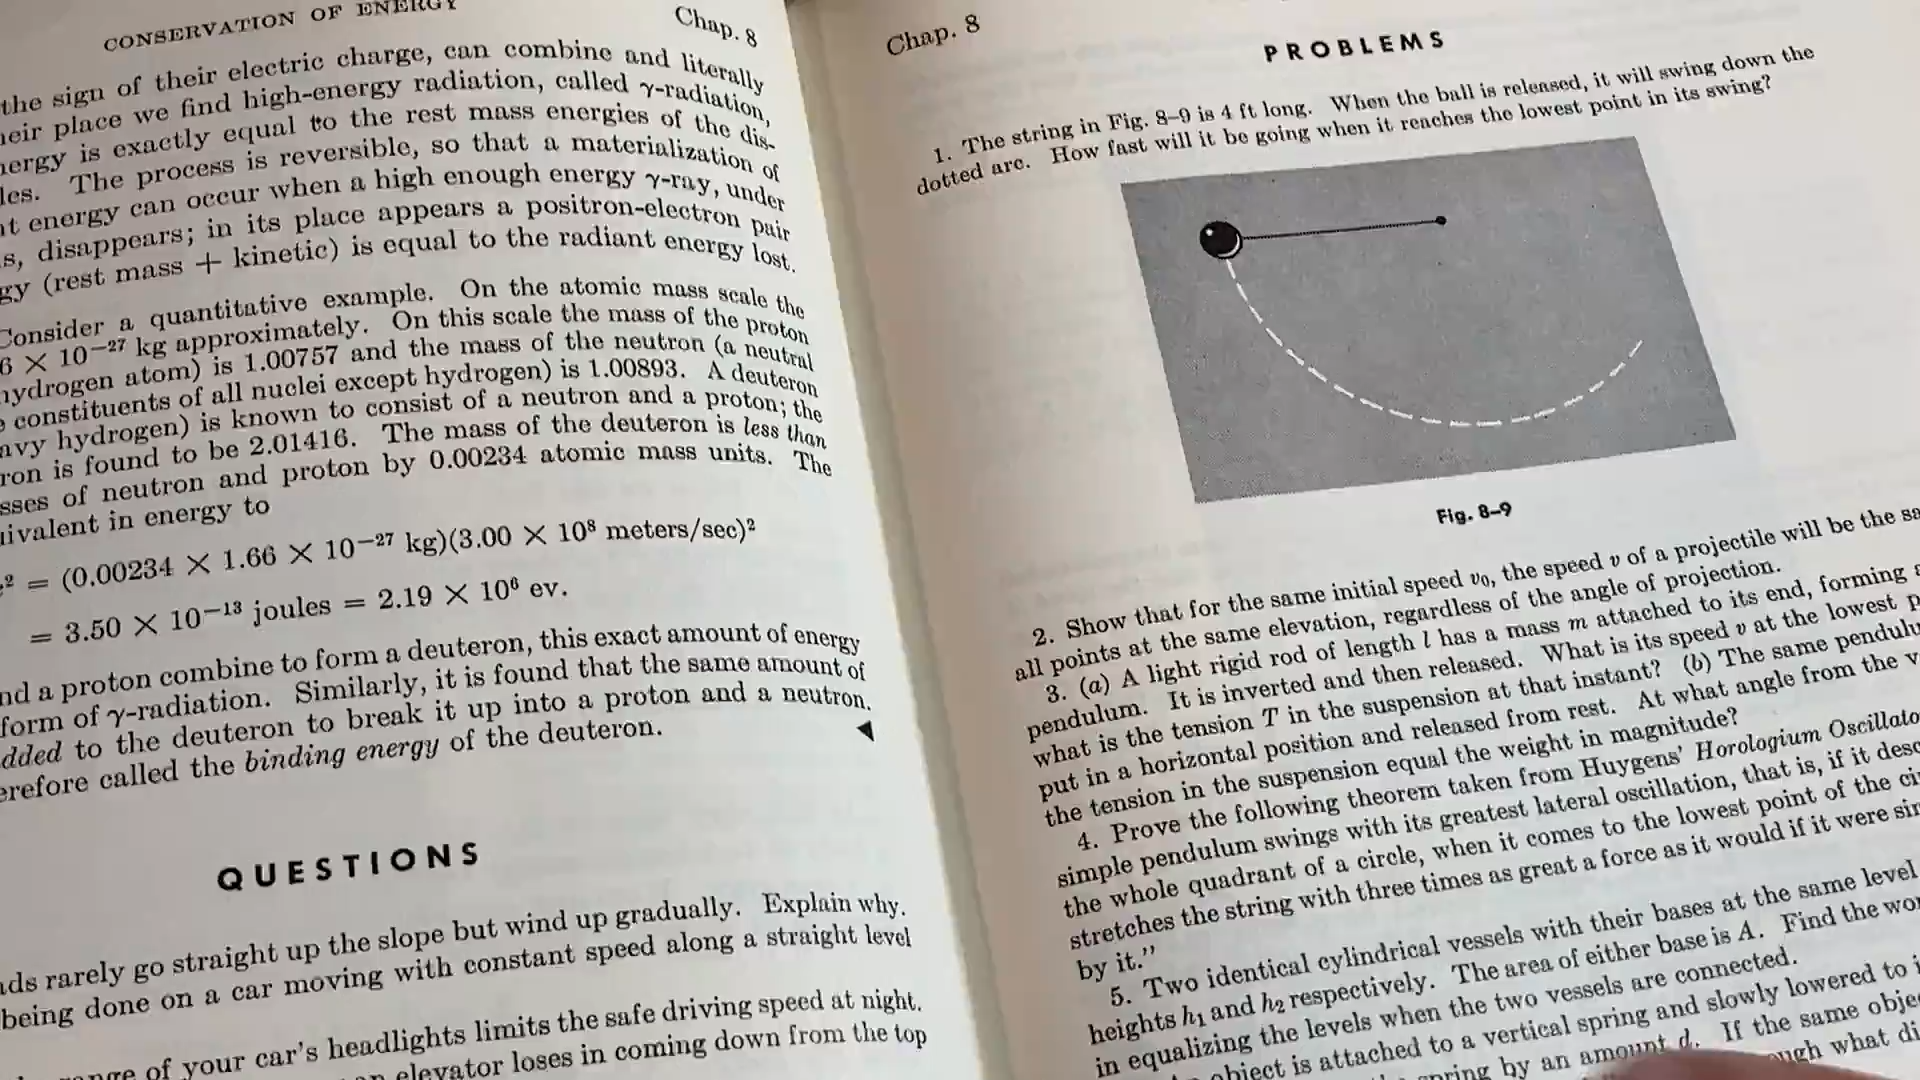 CONSERVATION OF ENERGY
Chap. 8
the sign of their electric charge, can combine and literally
heir place we find high-energy radiation, called γ-radiation,
nergy is exactly equal to the rest mass energies of the dis-
les. The process is reversible, so that a materialization of
nt energy can occur when a high enough energy γ-ray, under
s, disappears; in its place appears a positron-electron pair
gy (rest mass + kinetic) is equal to the radiant energy lost.
Consider a quantitative example. On the atomic mass scale the
6 × 10⁻²⁷ kg approximately. On this scale the mass of the proton
hydrogen atom) is 1.00757 and the mass of the neutron (a neutral
e constituents of all nuclei except hydrogen) is 1.00893. A deuteron
avy hydrogen) is known to consist of a neutron and a proton; the
ron is found to be 2.01416. The mass of the deuteron is less than
sses of neutron and proton by 0.00234 atomic mass units. The
uivalent in energy to
² = (0.00234 × 1.66 × 10⁻²⁷ kg)(3.00 × 10⁸ meters/sec)²
= 3.50 × 10⁻¹³ joules = 2.19 × 10⁶ ev.
nd a proton combine to form a deuteron, this exact amount of energy
form of γ-radiation. Similarly, it is found that the same amount of
dded to the deuteron to break it up into a proton and a neutron.
erefore called the binding energy of the deuteron.
QUESTIONS
ds rarely go straight up the slope but wind up gradually. Explain why.
being done on a car moving with constant speed along a straight level
range of your car's headlights limits the safe driving speed at night.
an elevator loses in coming down from the top
Chap. 8
PROBLEMS
1. The string in Fig. 8–9 is 4 ft long. When the ball is released, it will swing down the
dotted arc. How fast will it be going when it reaches the lowest point in its swing?
Fig. 8–9
2. Show that for the same initial speed v₀, the speed v of a projectile will be the sa
all points at the same elevation, regardless of the angle of projection.
3. (a) A light rigid rod of length l has a mass m attached to its end, forming a
pendulum. It is inverted and then released. What is its speed v at the lowest p
what is the tension T in the suspension at that instant? (b) The same pendulu
put in a horizontal position and released from rest. At what angle from the v
the tension in the suspension equal the weight in magnitude?
4. Prove the following theorem taken from Huygens' Horologium Oscillato
simple pendulum swings with its greatest lateral oscillation, that is, if it desc
the whole quadrant of a circle, when it comes to the lowest point of the ci
stretches the string with three times as great a force as it would if it were sim
by it."
5. Two identical cylindrical vessels with their bases at the same level
heights h₁ and h₂ respectively. The area of either base is A. Find the wor
in equalizing the levels when the two vessels are connected.
object is attached to a vertical spring and slowly lowered to i
spring by an amount d. If the same obje
ough what di